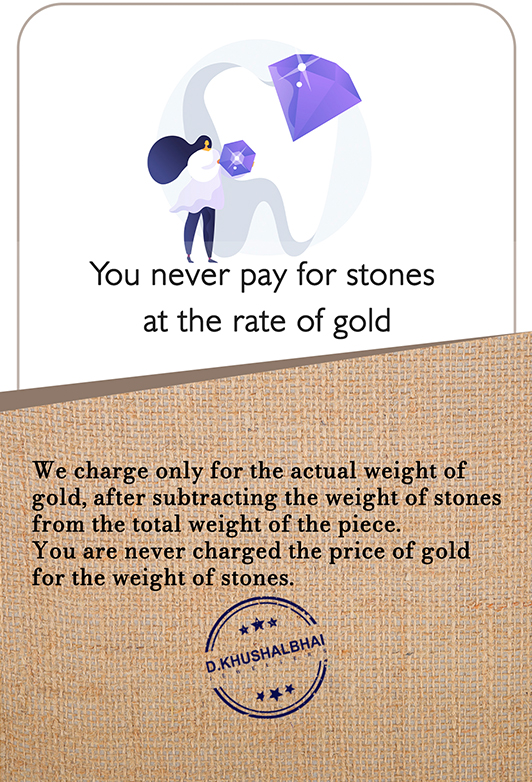 You never pay for stones
at the rate of gold
We charge only for the actual weight of
gold, after subtracting the weight of stones
from the total weight of the piece.
You are never charged the price of gold
for the weight of stones.
D.KHUSHALBHAI